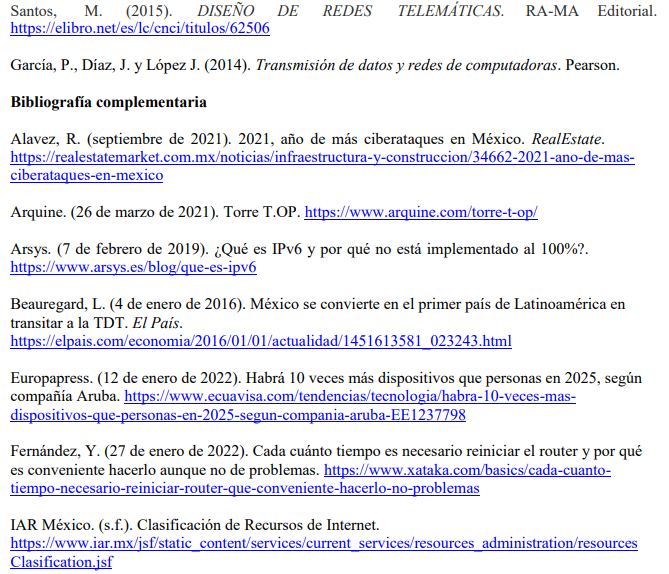 Santos, M. (2015). DISEÑO DE REDES TELEMÁTICAS. RA-MA Editorial.
https://elibro.net/es/lc/cnci/titulos/62506
García, P., Díaz, J. y López J. (2014). Transmisión de datos y redes de computadoras. Pearson.
Bibliografía complementaria
Alavez, R. (septiembre de 2021). 2021, año de más ciberataques en México. RealEstate.
https://realestatemarket.com.mx/noticias/infraestructura-y-construccion/34662-2021-ano-de-mas-
ciberataques-en-mexico
Arquine. (26 de marzo de 2021). Torre T.OP. https://www.arquine.com/torre-t-op/
Arsys. (7 de febrero de 2019). ¿Qué es IPv6 y por qué no está implementado al 100%?.
https://www.arsys.es/blog/que-es-ipv6
Beauregard, L. (4 de enero de 2016). México se convierte en el primer país de Latinoamérica en
transitar a la TDT. El País.
https://elpais.com/economia/2016/01/01/actualidad/1451613581_023243.html
Europapress. (12 de enero de 2022). Habrá 10 veces más dispositivos que personas en 2025, según
compañía Aruba. https://www.ecuavisa.com/tendencias/tecnologia/habra-10-veces-mas-
dispositivos-que-personas-en-2025-segun-compania-aruba-EE1237798
Fernández, Y. (27 de enero de 2022). Cada cuánto tiempo es necesario reiniciar el router y por qué
es conveniente hacerlo aunque no de problemas. https://www.xataka.com/basics/cada-cuanto-
tiempo-necesario-reiniciar-router-que-conveniente-hacerlo-no-problemas
IAR México. (s.f.). Clasificación de Recursos de Internet.
https://www.iar.mx/jsf/static_content/services/current_services/resources_administration/resources
Clasification.jsf